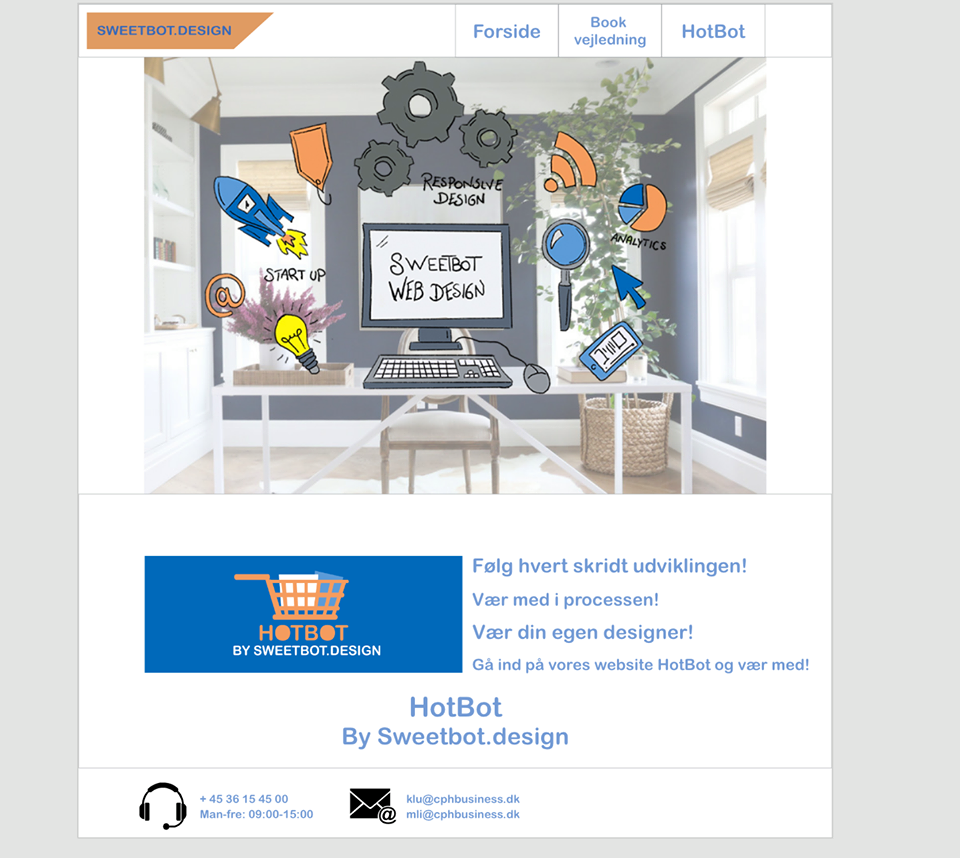 SWEETBOT.DESIGN
Forside
Book
vejledning
HotBot
RESPONSIVE
DESIGN
ANALYTICS
START UP
@
SWEETBOT
WEB DESIGN
HOTBOT
BY SWEETBOT.DESIGN
Følg hvert skridt udviklingen!
Vær med i processen!
Vær din egen designer!
Gå ind på vores website HotBot og vær med!
HotBot
By Sweetbot.design
+ 45 36 15 45 00
Man-fre: 09:00-15:00
@
klu@cphbusiness.dk
mli@cphbusiness.dk